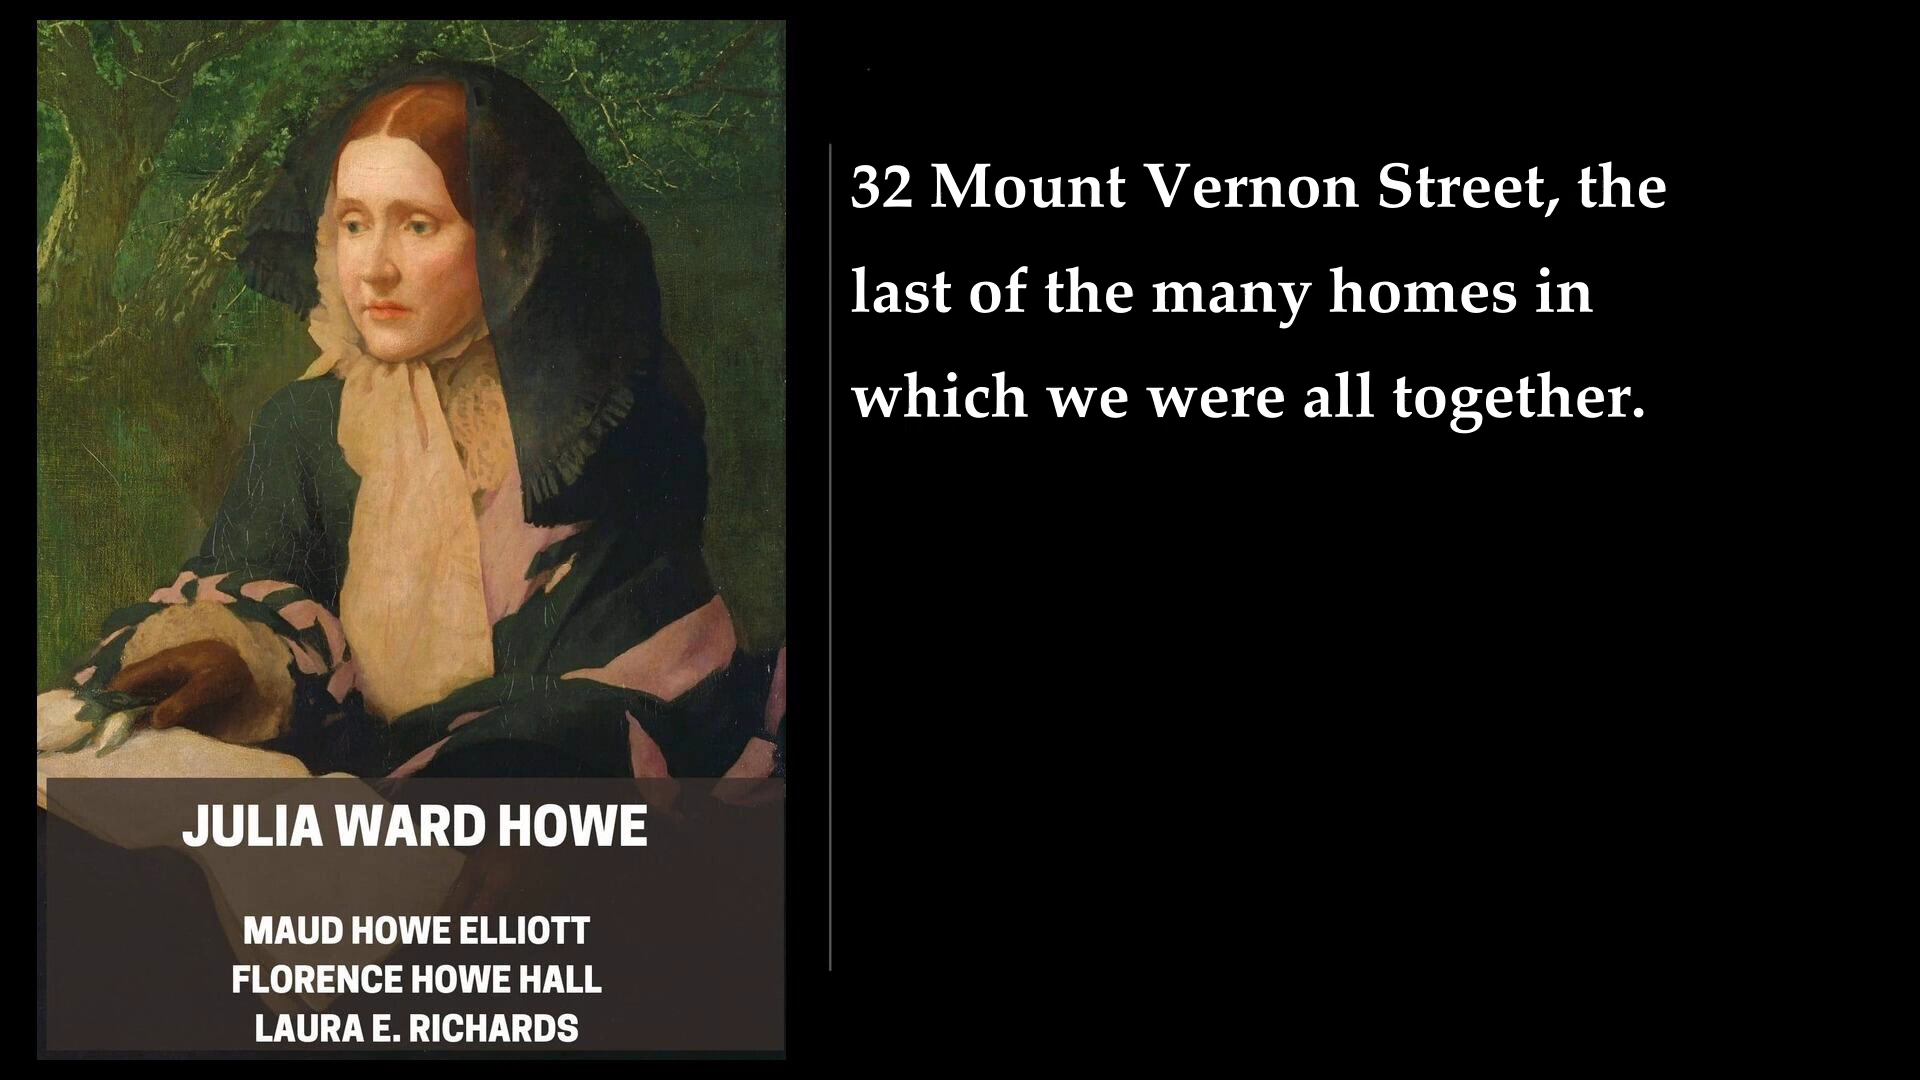 32 Mount Vernon Street, the
last of the many homes in
which we were all together.
JULIA WARD HOWE
MAUD HOWE ELLIOTT
FLORENCE HOWE HALL
LAURA E. RICHARDS